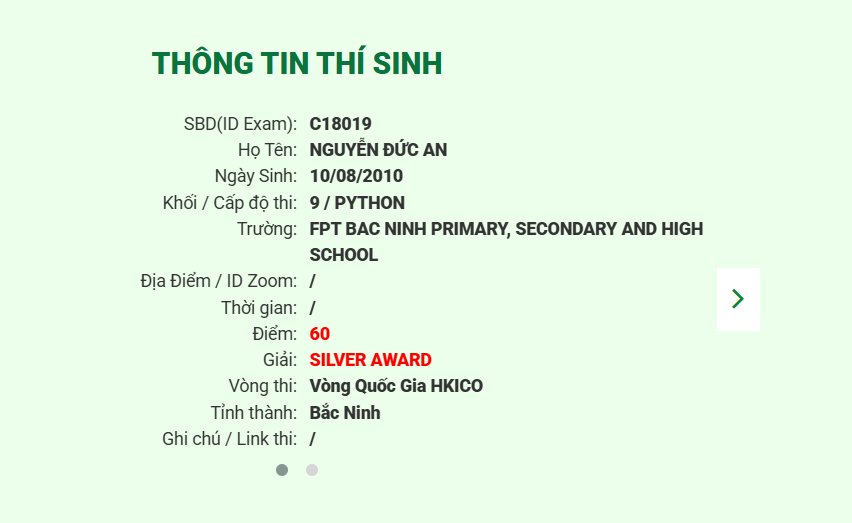 THÔNG TIN THÍ SINH
SBD(ID Exam): C18019
Họ Tên: NGUYỄN ĐỨC AN
Ngày Sinh: 10/08/2010
Khối / Cấp độ thi: 9 / PYTHON
Trường: FPT BAC NINH PRIMARY, SECONDARY AND HIGH
SCHOOL
Địa Điểm / ID Zoom: /
Thời gian: /
Điểm: 60
Giải: SILVER AWARD
Vòng thi: Vòng Quốc Gia HKICO
Tỉnh thành: Bắc Ninh
Ghi chú / Link thi: /